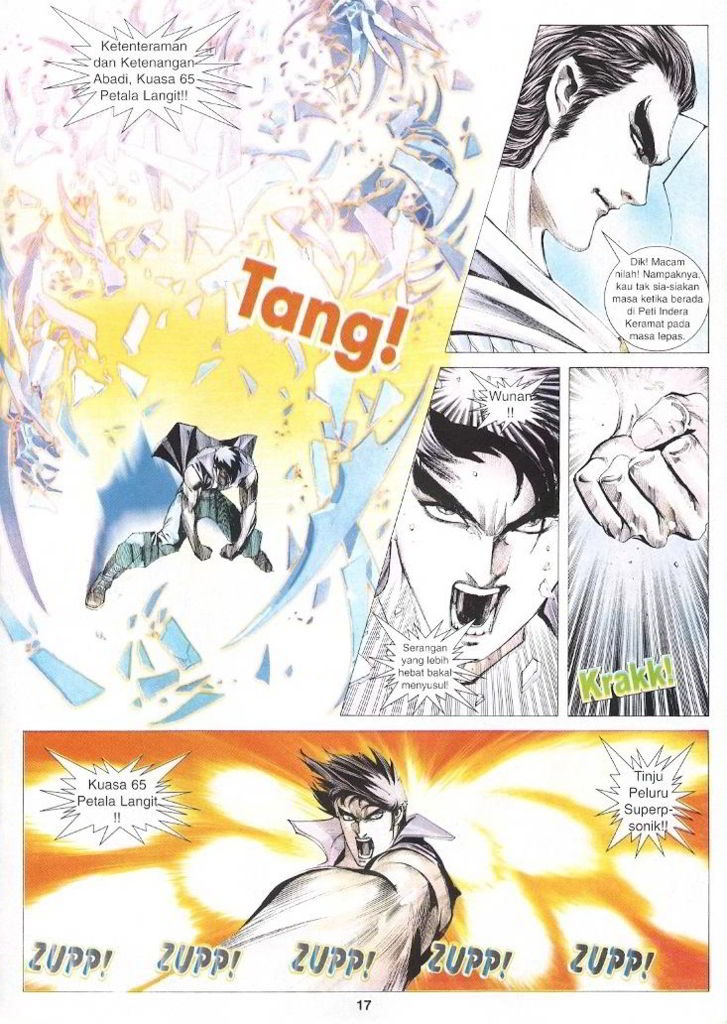 Ketenteraman
dan Ketenangan
Abadi, Kuasa 65
Petala Langit!!
Tang!
Dik! Macam
nilah! Nampaknya,
kau tak sia-siakan
masa ketika berada
di Peti Indera
Keramat pada
masa lepas.
Wunan
!!
Serangan
yang lebih
hebat bakal
menyusul!
Krakk!
Kuasa 65
Petala Langit
!!
Tinju
Peluru
Superp-
sonik!!
ZUPP! ZUPP! ZUPP! ZUPP! ZUPP!
17